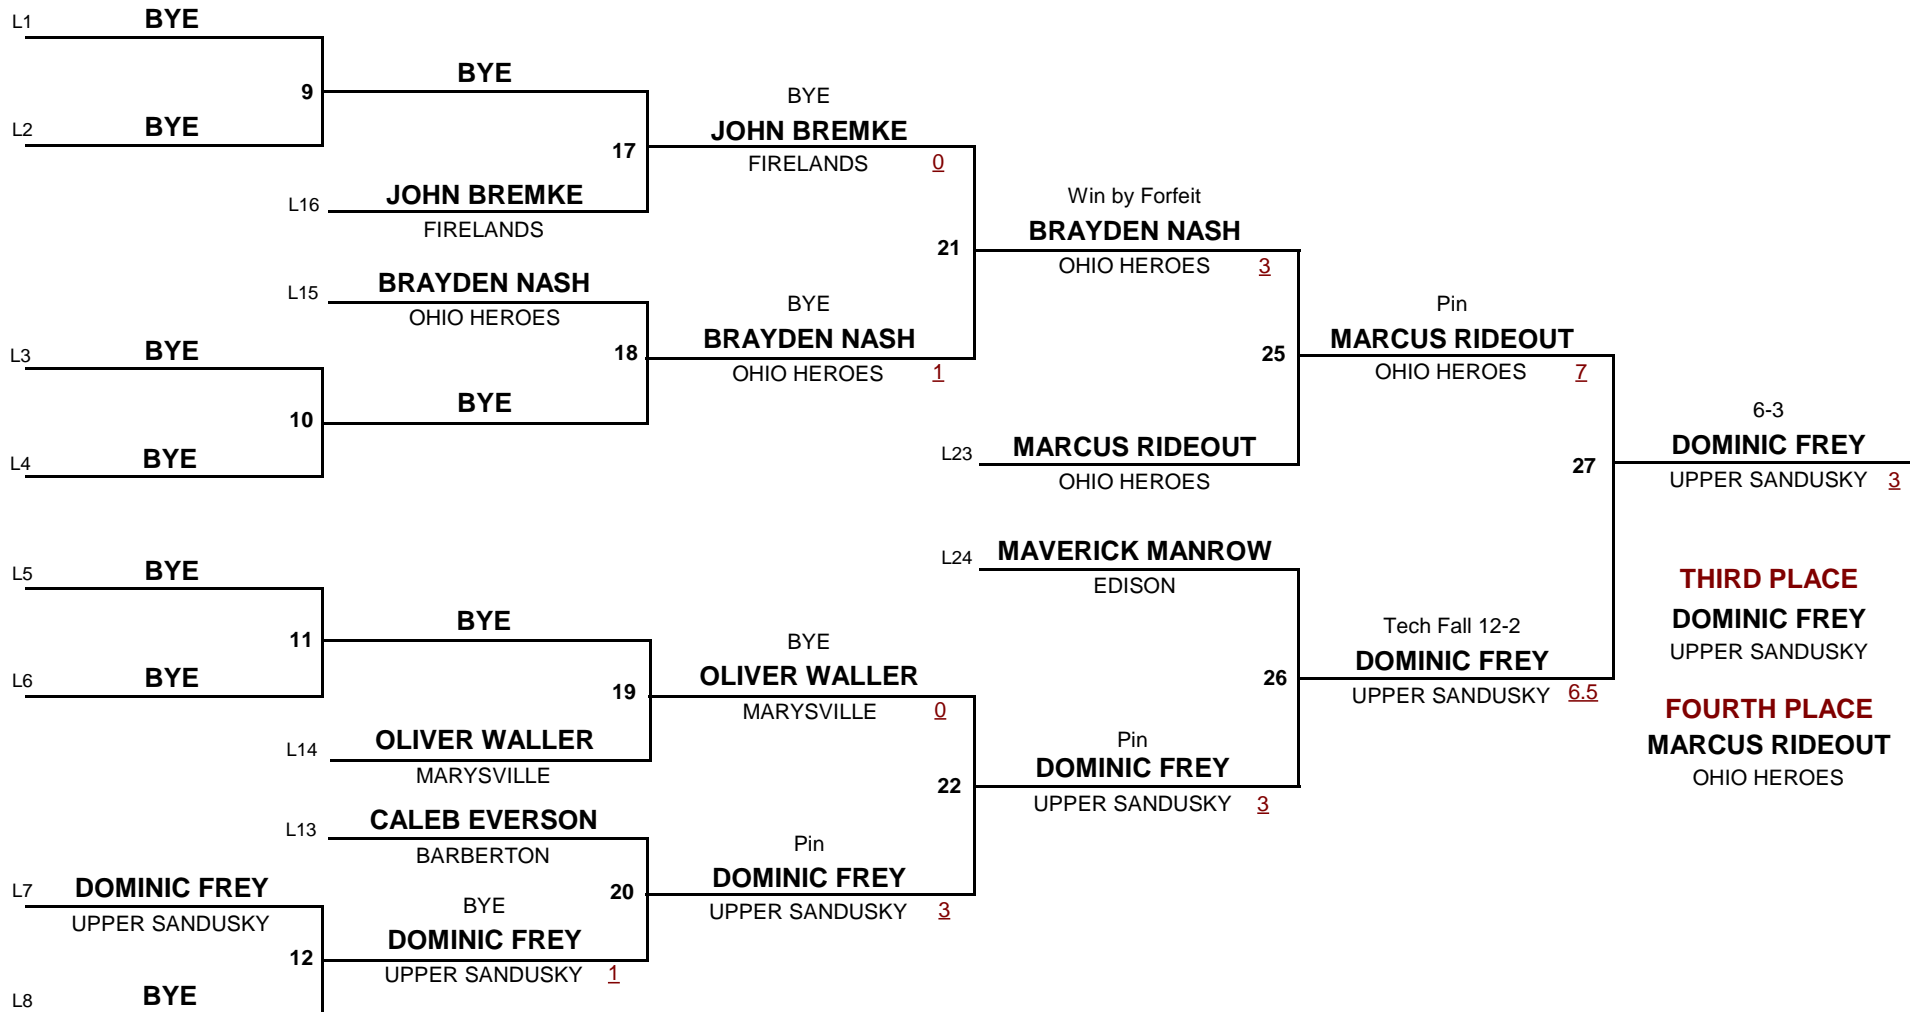 L1 BYE
9
BYE
L2 BYE
17
BYE
JOHN BREMKE
FIRELANDS 0
L16 JOHN BREMKE
FIRELANDS
21
Win by Forfeit
BRAYDEN NASH
OHIO HEROES 3
L15 BRAYDEN NASH
OHIO HEROES
18
BYE
BRAYDEN NASH
OHIO HEROES 1
L3 BYE
10
BYE
L4 BYE
25
Pin
MARCUS RIDEOUT
OHIO HEROES 7
L23 MARCUS RIDEOUT
OHIO HEROES
27
6-3
DOMINIC FREY
UPPER SANDUSKY 3
L5 BYE
11
BYE
L6 BYE
19
BYE
OLIVER WALLER
MARYSVILLE 0
L14 OLIVER WALLER
MARYSVILLE
L24 MAVERICK MANROW
EDISON
26
Tech Fall 12-2
DOMINIC FREY
UPPER SANDUSKY 6.5
22
Pin
DOMINIC FREY
UPPER SANDUSKY 3
L13 CALEB EVERSON
BARBERTON
20
Pin
DOMINIC FREY
UPPER SANDUSKY 3
L7 DOMINIC FREY
UPPER SANDUSKY
12
BYE
DOMINIC FREY
UPPER SANDUSKY 1
L8 BYE
THIRD PLACE
DOMINIC FREY
UPPER SANDUSKY
FOURTH PLACE
MARCUS RIDEOUT
OHIO HEROES